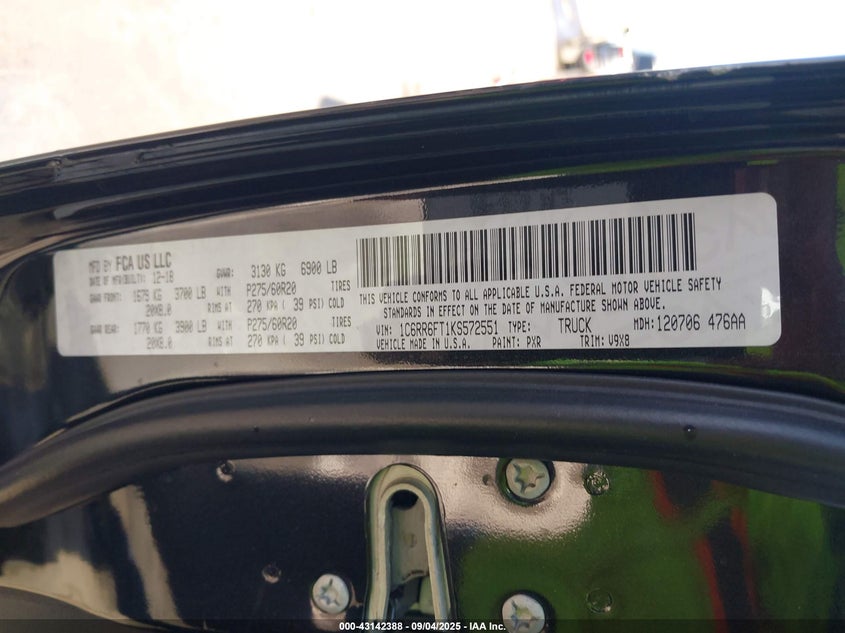 MFD BY FCA US LLC
DATE OF MFR(BUILT): 12-18 GVWR: 3130 KG 6900 LB
GAWR FRONT: 1675 KG 3700 LB WITH P275/60R20 TIRES
20X8.0 RIMS AT 270 KPA ( 39 PSI) COLD
GAWR REAR: 1770 KG 3900 LB WITH P275/60R20 TIRES
20X8.0 RIMS AT 270 KPA ( 39 PSI) COLD
THIS VEHICLE CONFORMS TO ALL APPLICABLE U.S.A. FEDERAL MOTOR VEHICLE SAFETY
STANDARDS IN EFFECT ON THE DATE OF MANUFACTURE SHOWN ABOVE.
VIN: 1C6RR6FT1KS572551 TYPE: TRUCK MDH: 120706 476AA
VEHICLE MADE IN U.S.A. PAINT: PXR TRIM: V9X8
000-43142388 - 09/04/2025 - IAA Inc.